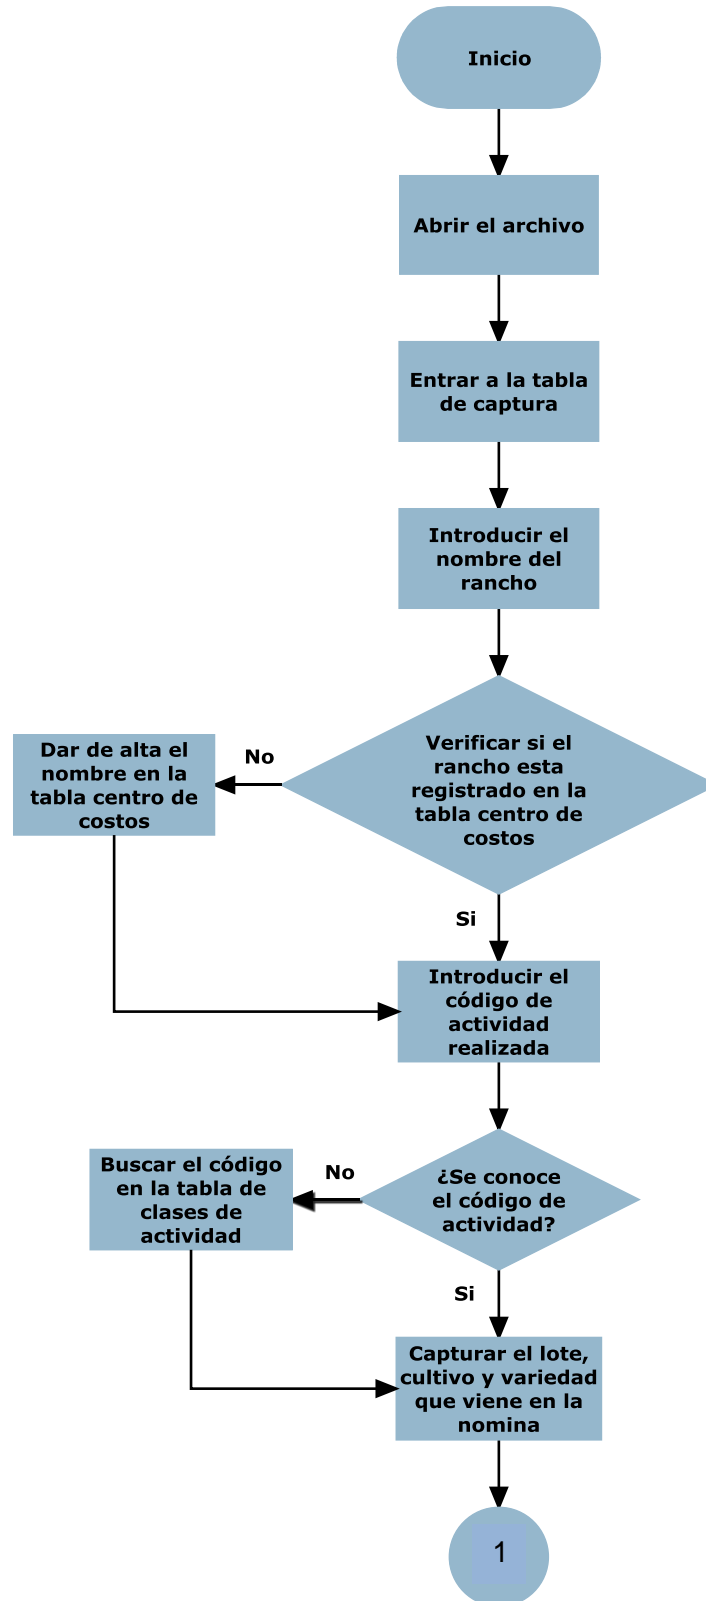 Inicio
Abrir el archivo
Entrar a la tabla
de captura
Introducir el
nombre del
rancho
Verificar si el
rancho esta
registrado en la
tabla centro de
costos
No
Dar de alta el
nombre en la
tabla centro de
costos
Si
Introducir el
código de
actividad
realizada
¿Se conoce
el código de
actividad?
No
Buscar el código
en la tabla de
clases de
actividad
Si
Capturar el lote,
cultivo y variedad
que viene en la
nomina
1